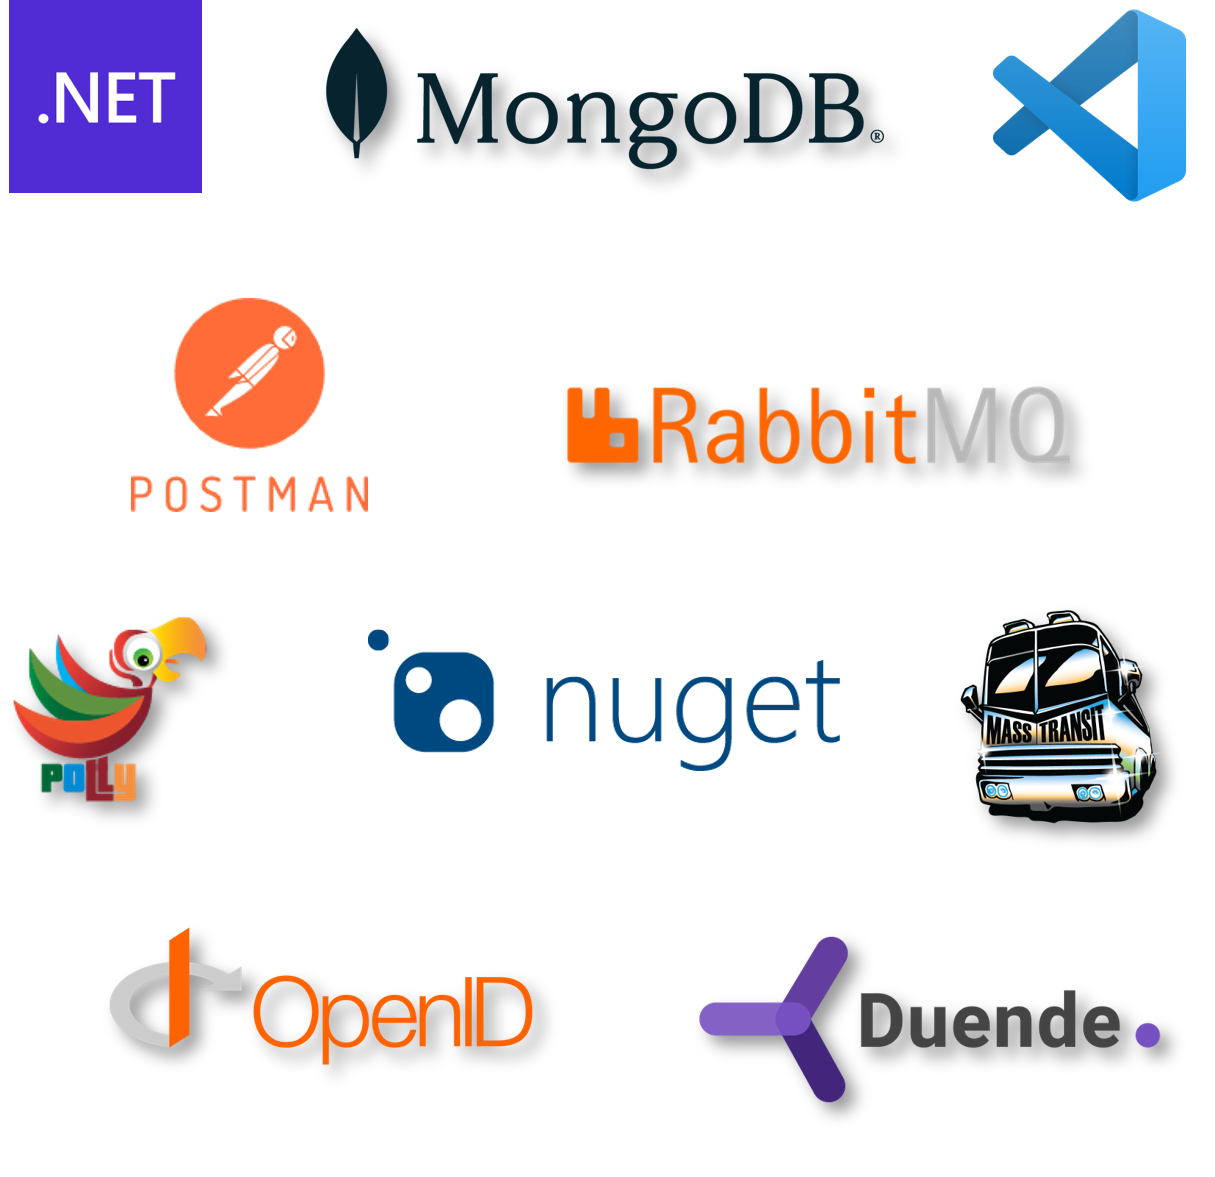 .NET
MongoDB®
POSTMAN
RabbitMQ
POLLY
nuget
MASS TRANSIT
OpenID
Duende.